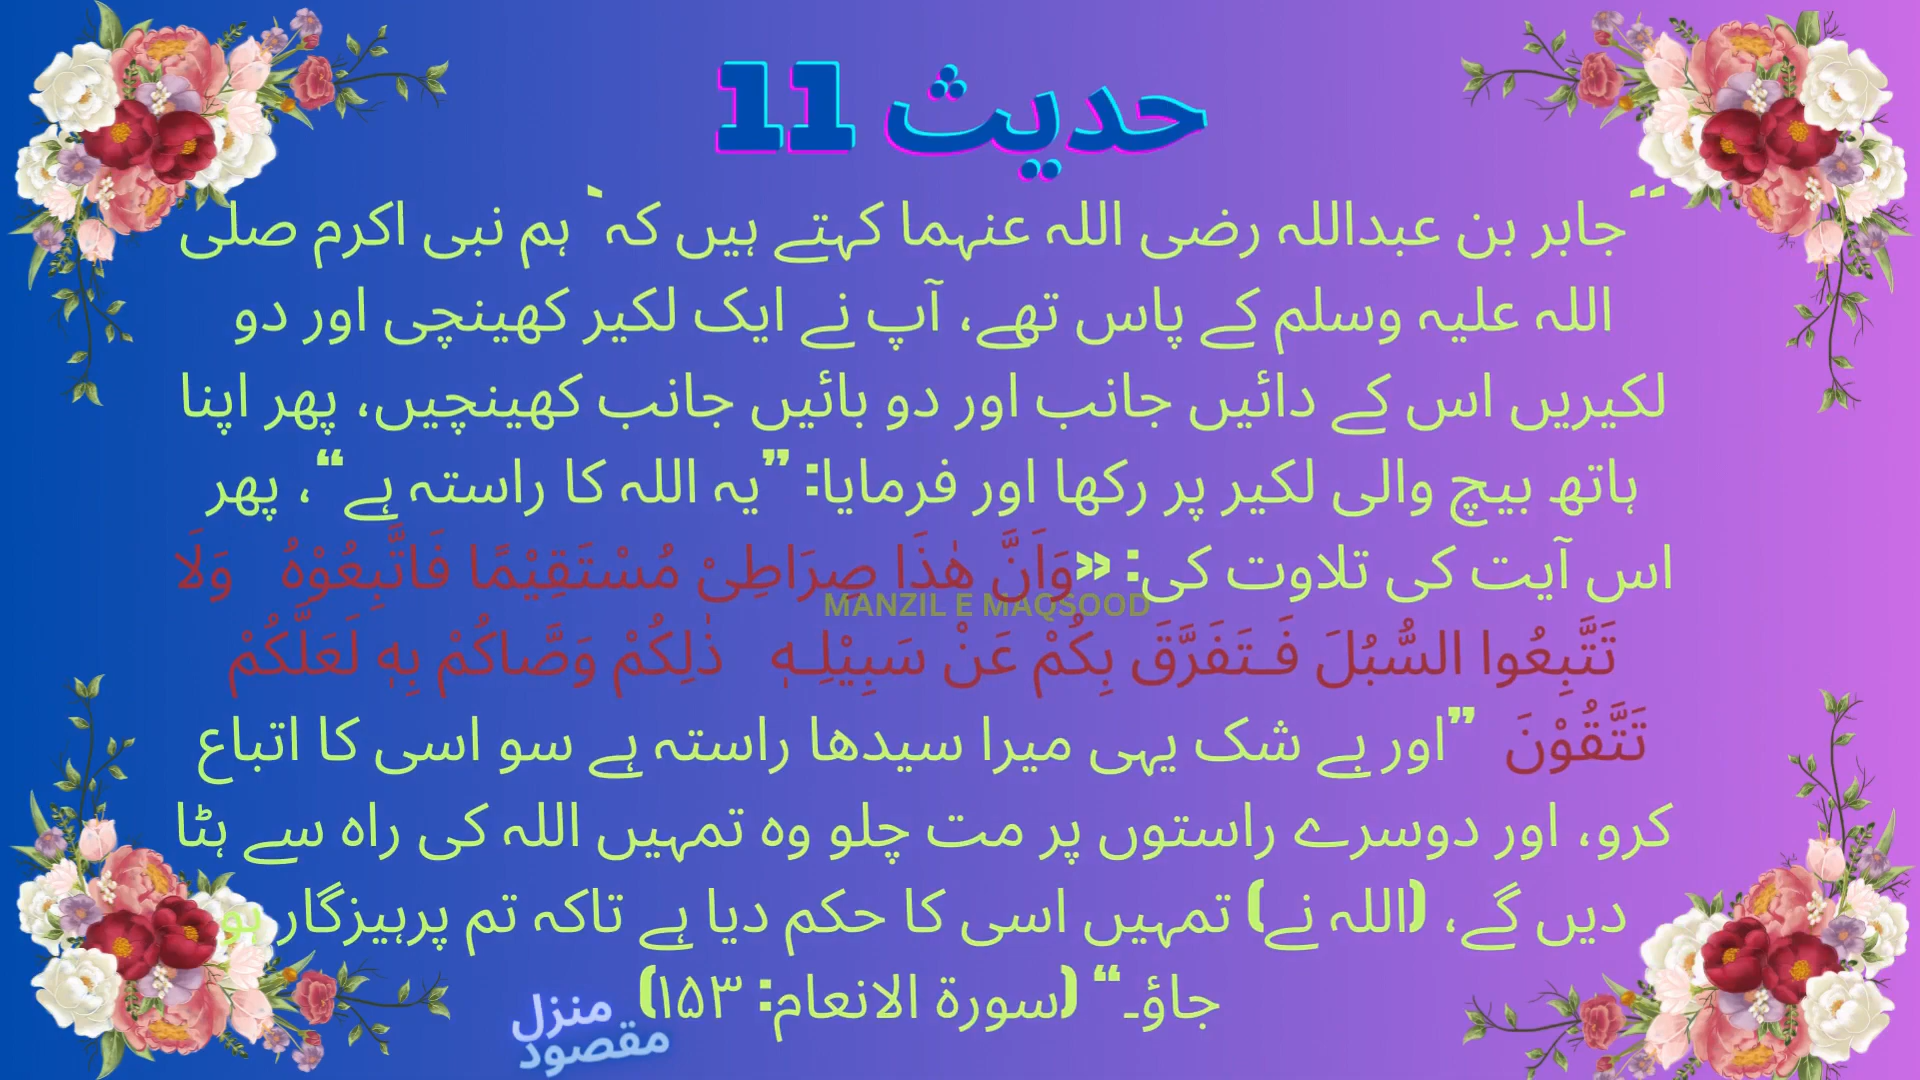 حدیث 11
´´جابر بن عبداللہ رضی اللہ عنہما کہتے ہیں کہ` ہم نبی اکرم صلی
اللہ علیہ وسلم کے پاس تھے، آپ نے ایک لکیر کھینچی اور دو
لکیریں اس کے دائیں جانب اور دو بائیں جانب کھینچیں، پھر اپنا
ہاتھ بیچ والی لکیر پر رکھا اور فرمایا: ”یہ اللہ کا راستہ ہے“، پھر
اس آیت کی تلاوت کی: «وَاَنَّ هٰذَا صِرَاطِىْ مُسْتَقِيْمًا فَاتَّبِعُوْهُ وَلَا
MANZIL E MAQSOOD
تَتَّبِعُوا السُّبُلَ فَـتَفَرَّقَ بِكُمْ عَنْ سَبِيْلِـهٖ ذٰلِكُمْ وَصَّاكُمْ بِهٖ لَعَلَّكُمْ
تَتَّقُوْنَ ”اور بے شک یہی میرا سیدھا راستہ ہے سو اسی کا اتباع
کرو، اور دوسرے راستوں پر مت چلو وہ تمہیں اللہ کی راہ سے ہٹا
دیں گے، (اللہ نے) تمہیں اسی کا حکم دیا ہے تاکہ تم پرہیزگار ہو
جاؤ۔“ (سورۃ الانعام: ۱۵۳)
منزل
مقصود